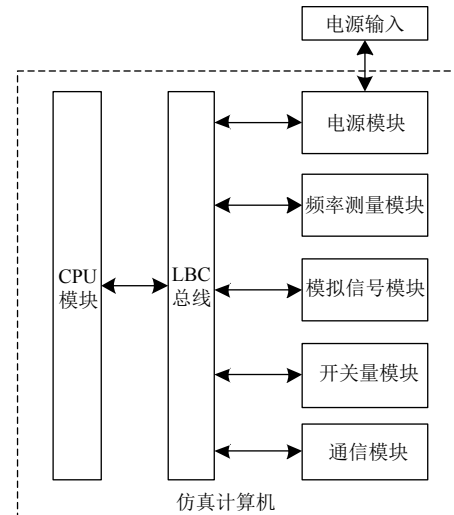 电源输入
电源模块
频率测量模块
CPU
模块
LBC
总线
模拟信号模块
开关量模块
通信模块
仿真计算机